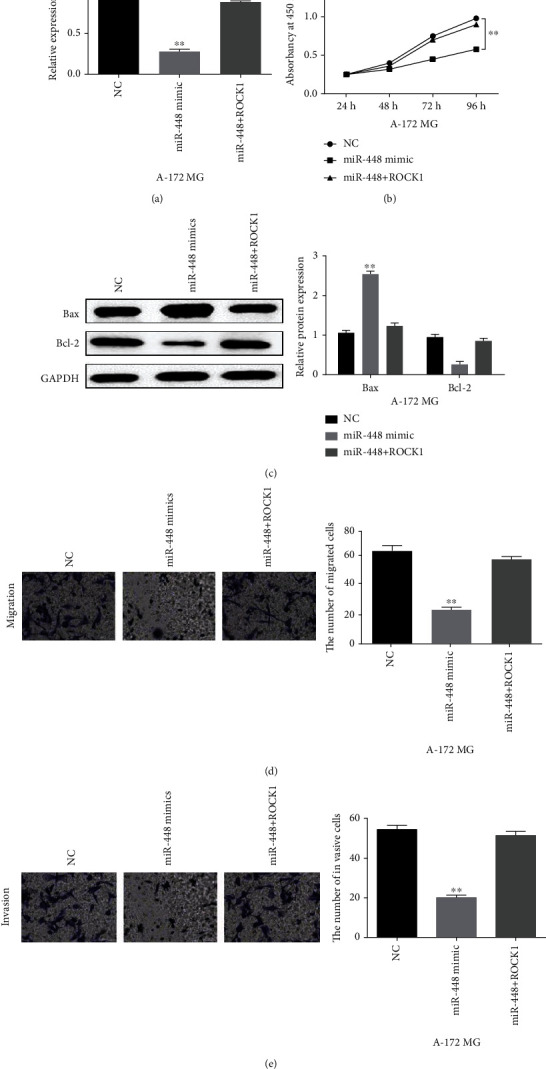 Relative expression
0.5
0.0
**
NC
miR-448 mimic
miR-448+ROCK1
A-172 MG
(a)
Absorbancy at 450
1.0
0.5
0.0
**
24 h 48 h 72 h 96 h
A-172 MG
NC
miR-448 mimic
miR-448+ROCK1
(b)
NC
miR-448 mimics
miR-448+ROCK1
Bax
Bcl-2
GAPDH
Relative protein expression
3
2
1
0
**
Bax Bcl-2
A-172 MG
NC
miR-448 mimic
miR-448+ROCK1
(c)
Migration
NC
miR-448 mimics
miR-448+ROCK1
The number of migrated cells
80
60
40
20
0
**
NC
miR-448 mimic
miR-448+ROCK1
A-172 MG
(d)
Invasion
NC
miR-448 mimics
miR-448+ROCK1
The number of in vasive cells
60
40
20
0
**
NC
miR-448 mimic
miR-448+ROCK1
A-172 MG
(e)